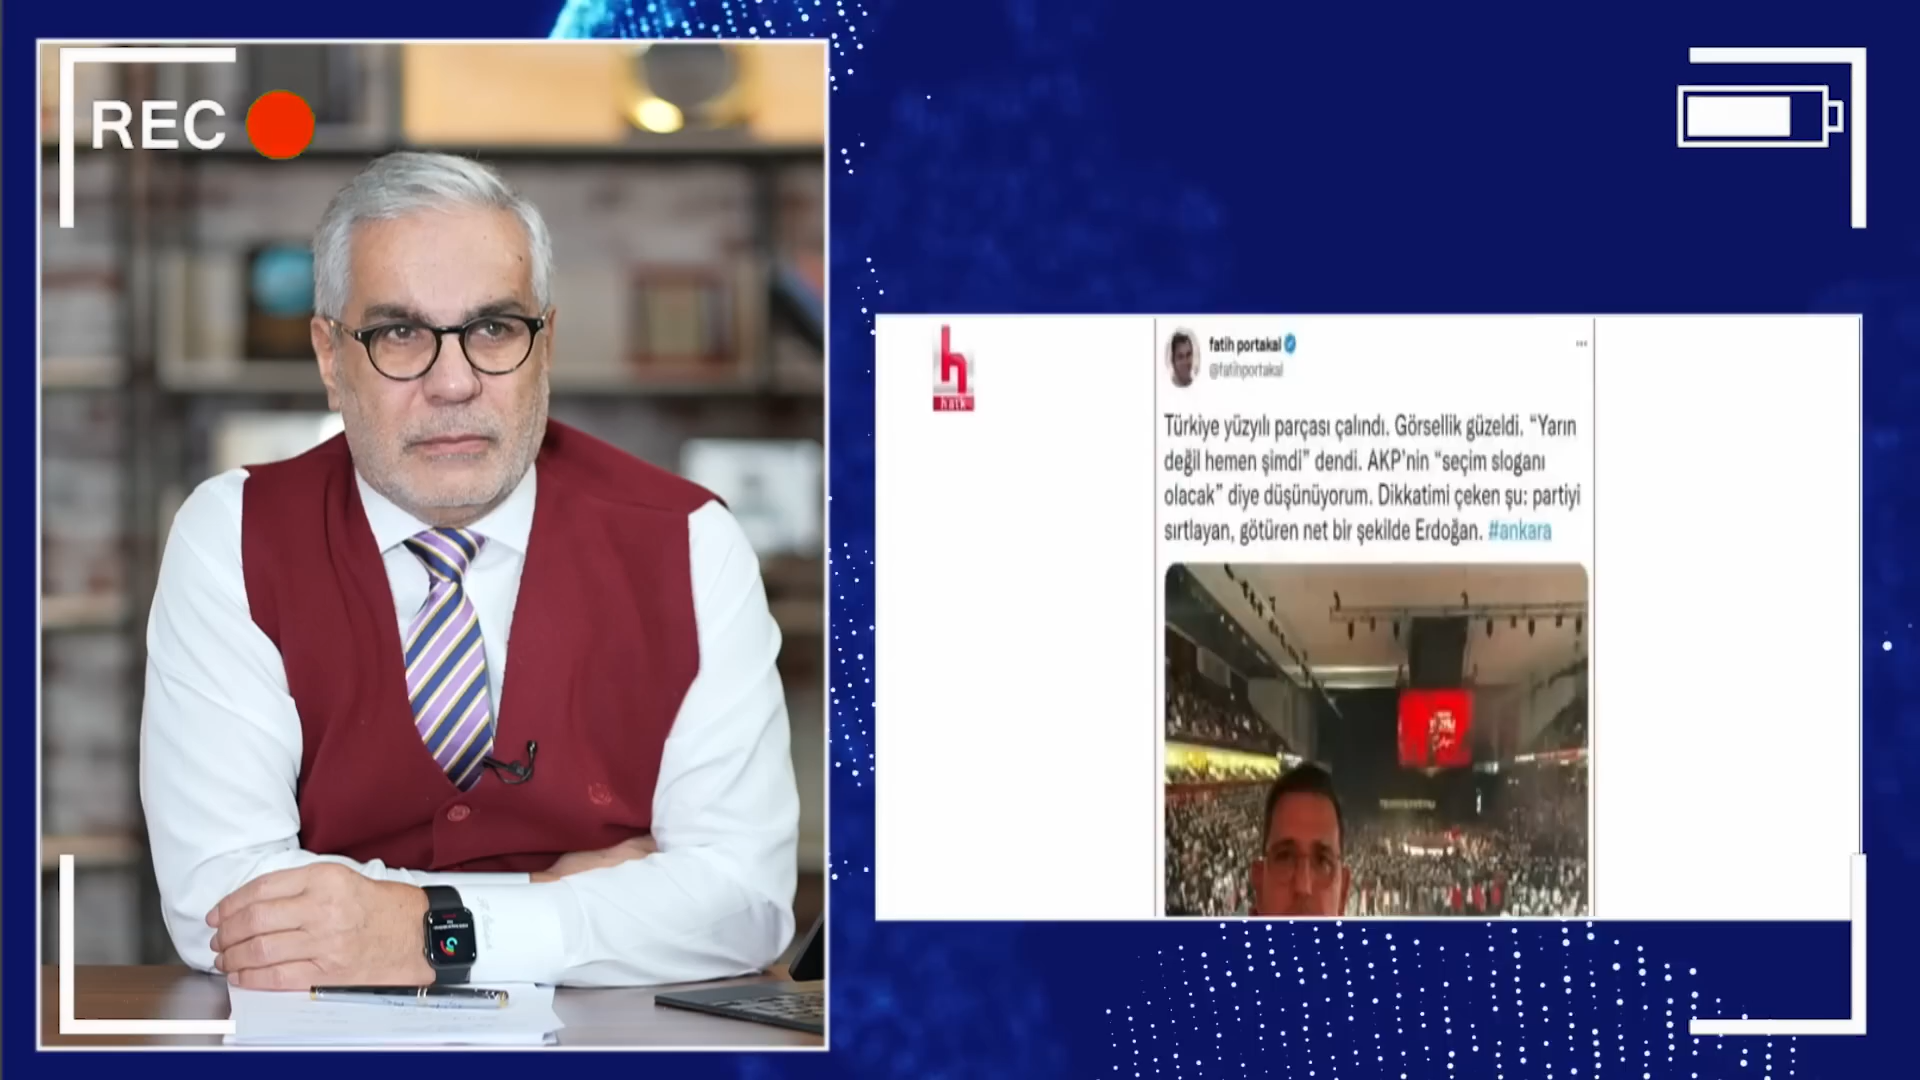 REC
halk
fatih portakal
@fatihportakal
Türkiye yüzyılı parçası çalındı. Görsellik güzeldi. “Yarın
değil hemen şimdi” dendi. AKP'nin “seçim sloganı
olacak” diye düşünüyorum. Dikkatimi çeken şu: partiyi
sırtlayan, götüren net bir şekilde Erdoğan. #ankara